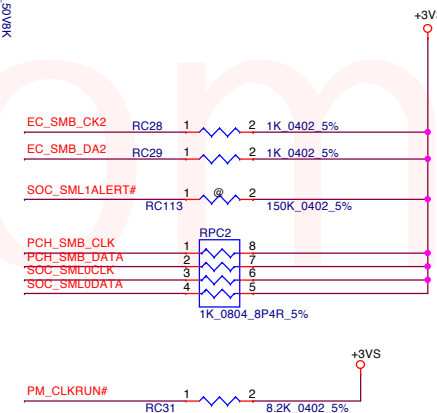 _50V8K
+3VS
EC_SMB_CK2 RC28 1 2 1K_0402_5%
EC_SMB_DA2 RC29 1 2 1K_0402_5%
SOC_SML1ALERT# RC113 1 @ 2 150K_0402_5%
RPC2
PCH_SMB_CLK 1 8
PCH_SMB_DATA 2 7
SOC_SML0CLK 3 6
SOC_SML0DATA 4 5
1K_0804_8P4R_5%
+3VS
PM_CLKRUN# RC31 1 2 8.2K_0402_5%